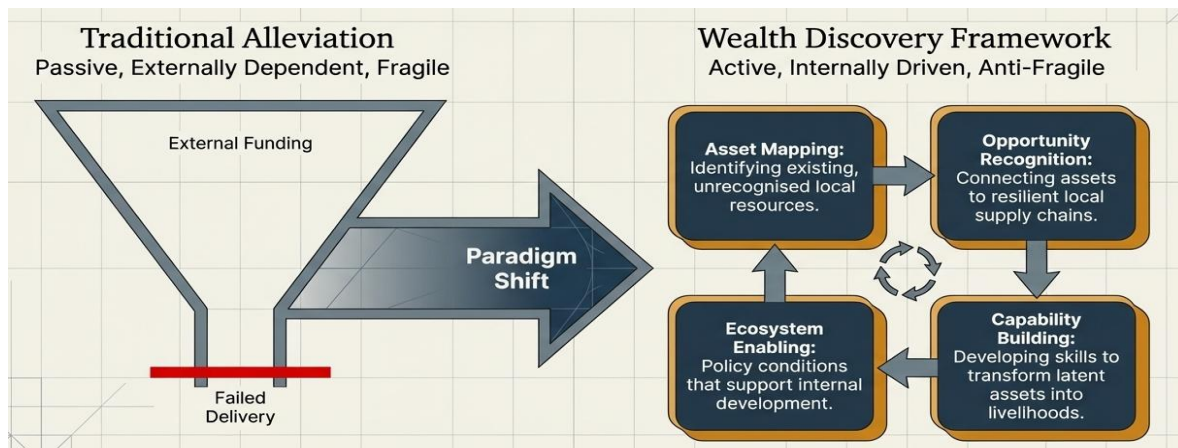 Traditional Alleviation
Passive, Externally Dependent, Fragile
External Funding
Failed
Delivery
Paradigm
Shift
Wealth Discovery Framework
Active, Internally Driven, Anti-Fragile
Asset Mapping:
Identifying existing,
unrecognised local
resources.
Opportunity
Recognition:
Connecting assets
to resilient local
supply chains.
Capability
Building:
Developing skills to
transform latent
assets into
livelihoods.
Ecosystem
Enabling:
Policy conditions
that support internal
development.